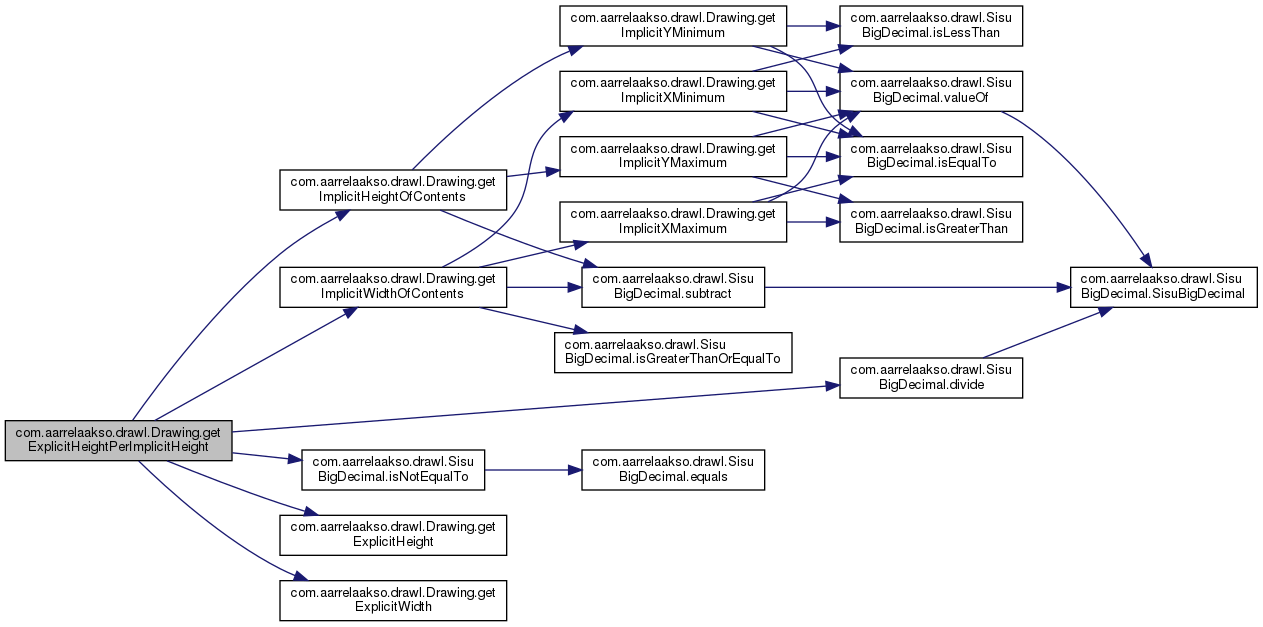 com.aarrelaakso.drawl.Drawing.get
ImplicitYMinimum
com.aarrelaakso.drawl.Sisu
BigDecimal.isLessThan
com.aarrelaakso.drawl.Drawing.get
ImplicitXMinimum
com.aarrelaakso.drawl.Sisu
BigDecimal.valueOf
com.aarrelaakso.drawl.Drawing.get
ImplicitYMaximum
com.aarrelaakso.drawl.Sisu
BigDecimal.isEqualTo
com.aarrelaakso.drawl.Drawing.get
ImplicitHeightOfContents
com.aarrelaakso.drawl.Drawing.get
ImplicitXMaximum
com.aarrelaakso.drawl.Sisu
BigDecimal.isGreaterThan
com.aarrelaakso.drawl.Drawing.get
ImplicitWidthOfContents
com.aarrelaakso.drawl.Sisu
BigDecimal.subtract
com.aarrelaakso.drawl.Sisu
BigDecimal.SisuBigDecimal
com.aarrelaakso.drawl.Sisu
BigDecimal.isGreaterThanOrEqualTo
com.aarrelaakso.drawl.Sisu
BigDecimal.divide
com.aarrelaakso.drawl.Drawing.get
ExplicitHeightPerImplicitHeight
com.aarrelaakso.drawl.Sisu
BigDecimal.isNotEqualTo
com.aarrelaakso.drawl.Sisu
BigDecimal.equals
com.aarrelaakso.drawl.Drawing.get
ExplicitHeight
com.aarrelaakso.drawl.Drawing.get
ExplicitWidth